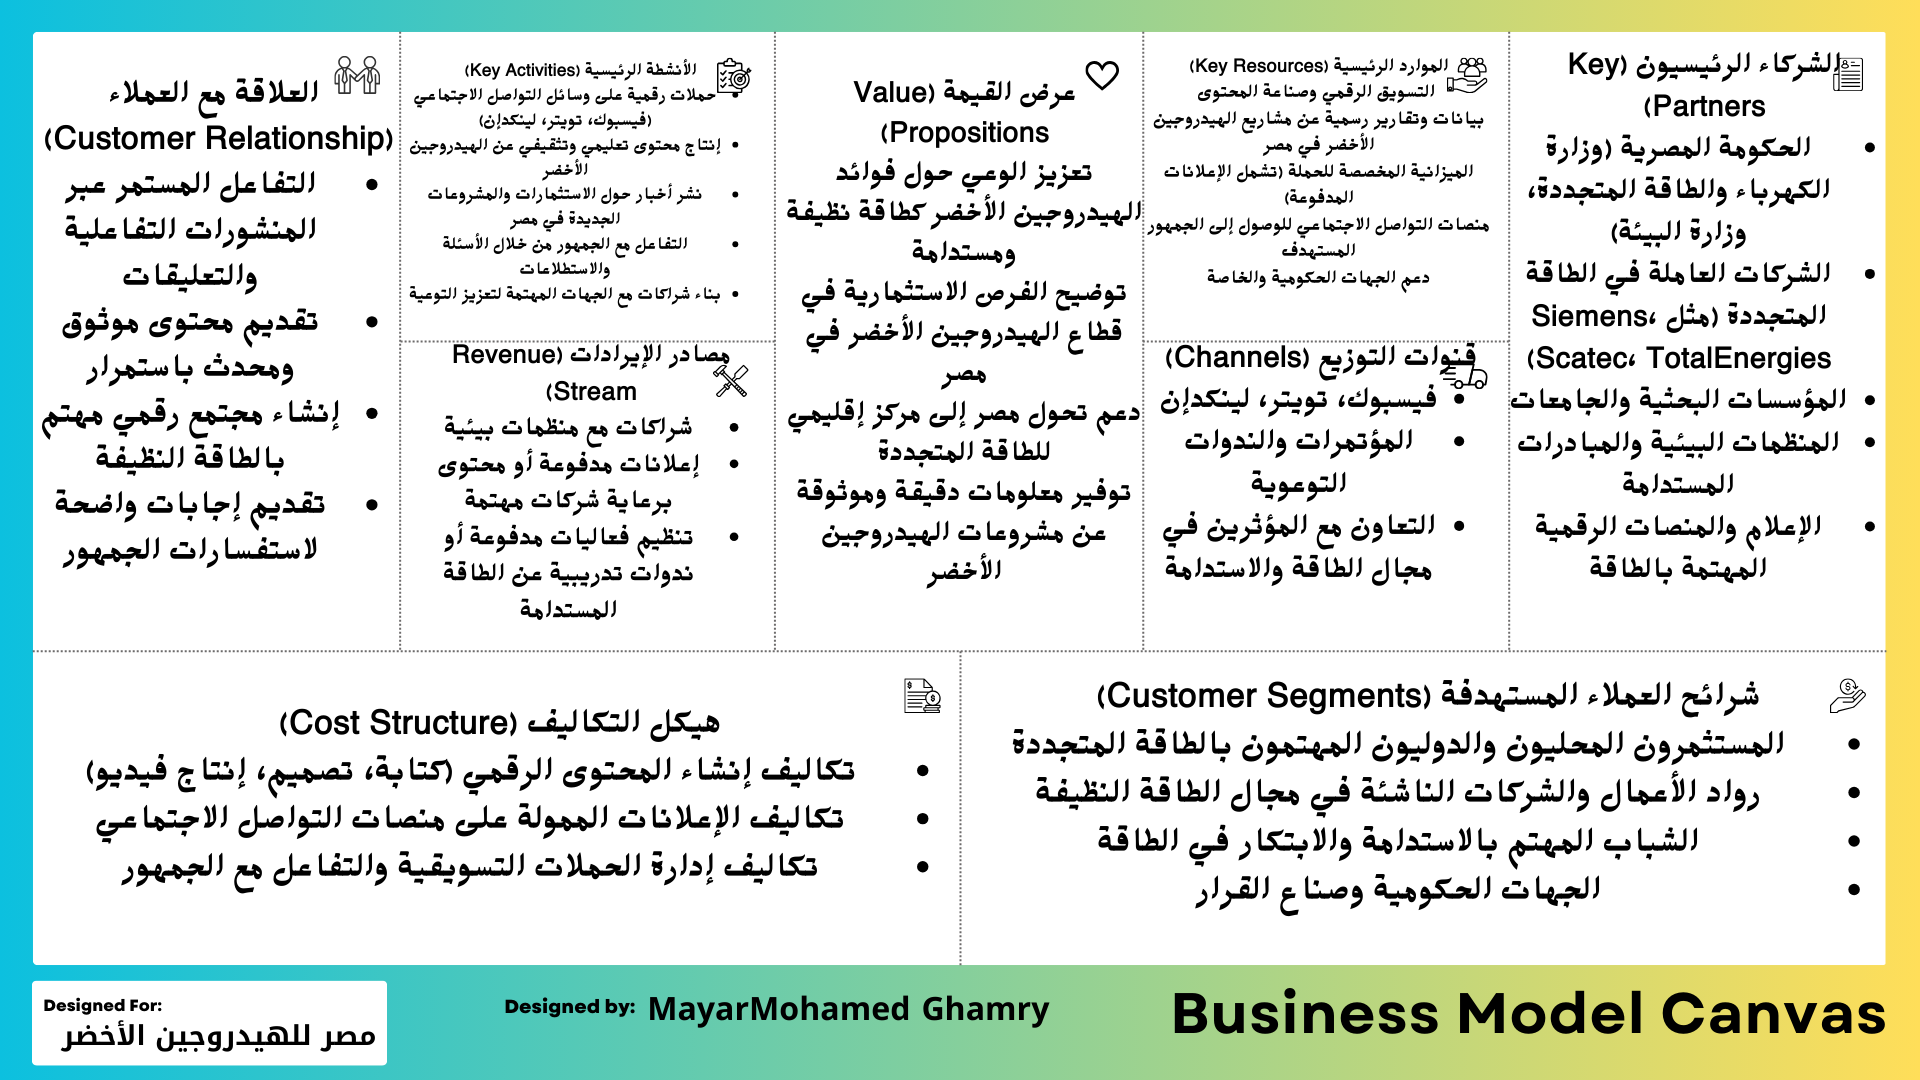 الشركاء الرئيسيون (Key
Partners)
• الحكومة المصرية (وزارة
الكهرباء والطاقة المتجددة،
وزارة البيئة)
• الشركات العاملة في الطاقة
المتجددة (مثل Siemens،
Scatec، TotalEnergies)
• المؤسسات البحثية والجامعات
• المنظمات البيئية والمبادرات
المستدامة
• الإعلام والمنصات الرقمية
المهتمة بالطاقة
الموارد الرئيسية (Key Resources)
التسويق الرقمي وصناعة المحتوى
بيانات وتقارير رسمية عن مشاريع الهيدروجين
الأخضر في مصر
الميزانية المخصصة للحملة (تشمل الإعلانات
المدفوعة)
منصات التواصل الاجتماعي للوصول إلى الجمهور
المستهدف
دعم الجهات الحكومية والخاصة
قنوات التوزيع (Channels)
• فيسبوك، تويتر، لينكدإن
• المؤتمرات والندوات
التوعوية
• التعاون مع المؤثرين في
مجال الطاقة والاستدامة
عرض القيمة (Value
Propositions)
تعزيز الوعي حول فوائد
الهيدروجين الأخضر كطاقة نظيفة
ومستدامة
توضيح الفرص الاستثمارية في
قطاع الهيدروجين الأخضر في
مصر
دعم تحول مصر إلى مركز إقليمي
للطاقة المتجددة
توفير معلومات دقيقة وموثوقة
عن مشروعات الهيدروجين
الأخضر
الأنشطة الرئيسية (Key Activities)
• حملات رقمية على وسائل التواصل الاجتماعي
(فيسبوك، تويتر، لينكدإن)
• إنتاج محتوى تعليمي وتثقيفي عن الهيدروجين
الأخضر
• نشر أخبار حول الاستثمارات والمشروعات
الجديدة في مصر
• التفاعل مع الجمهور من خلال الأسئلة
والاستطلاعات
• بناء شراكات مع الجهات المهتمة لتعزيز التوعية
مصادر الإيرادات (Revenue
Stream)
• شراكات مع منظمات بيئية
• إعلانات مدفوعة أو محتوى
برعاية شركات مهتمة
• تنظيم فعاليات مدفوعة أو
ندوات تدريبية عن الطاقة
المستدامة
العلاقة مع العملاء
(Customer Relationship)
• التفاعل المستمر عبر
المنشورات التفاعلية
والتعليقات
• تقديم محتوى موثوق
ومحدث باستمرار
• إنشاء مجتمع رقمي مهتم
بالطاقة النظيفة
• تقديم إجابات واضحة
لاستفسارات الجمهور
شرائح العملاء المستهدفة (Customer Segments)
• المستثمرون المحليون والدوليون المهتمون بالطاقة المتجددة
• رواد الأعمال والشركات الناشئة في مجال الطاقة النظيفة
• الشباب المهتم بالاستدامة والابتكار في الطاقة
• الجهات الحكومية وصناع القرار
هيكل التكاليف (Cost Structure)
• تكاليف إنشاء المحتوى الرقمي (كتابة، تصميم، إنتاج فيديو)
• تكاليف الإعلانات الممولة على منصات التواصل الاجتماعي
• تكاليف إدارة الحملات التسويقية والتفاعل مع الجمهور
Designed For:
مصر للهيدروجين الأخضر
Designed by: MayarMohamed Ghamry
Business Model Canvas